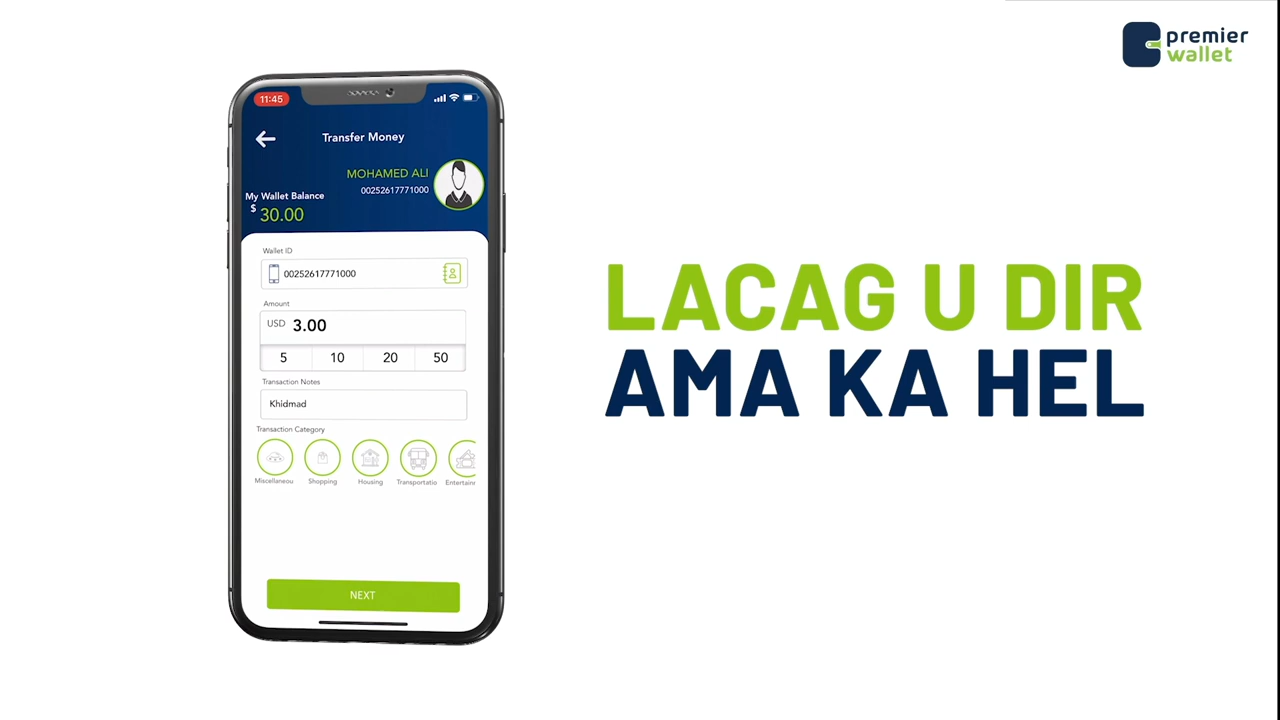 premier
wallet
11:45
Transfer Money
MOHAMED ALI
00252617771000
My Wallet Balance
$ 30.00
Wallet ID
00252617771000
Amount
USD 3.00
5 10 20 50
Transaction Notes
Khidmad
Transaction Category
Miscellaneou Shopping Housing Transportatio Entertainm
NEXT
LACAG U DIR
AMA KA HEL